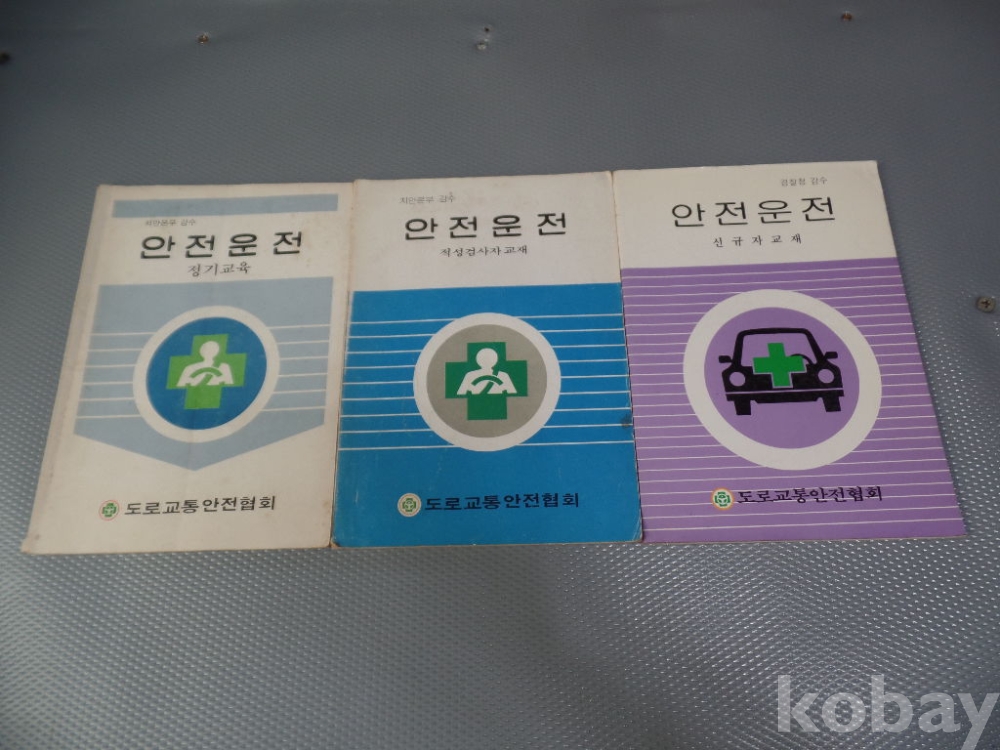 치안본부 감수
안전운전
정기교육
도로교통안전협회
치안본부 감수
안전운전
적성검사자교재
도로교통안전협회
경찰청 감수
안전운전
신규자교재
도로교통안전협회
kobay